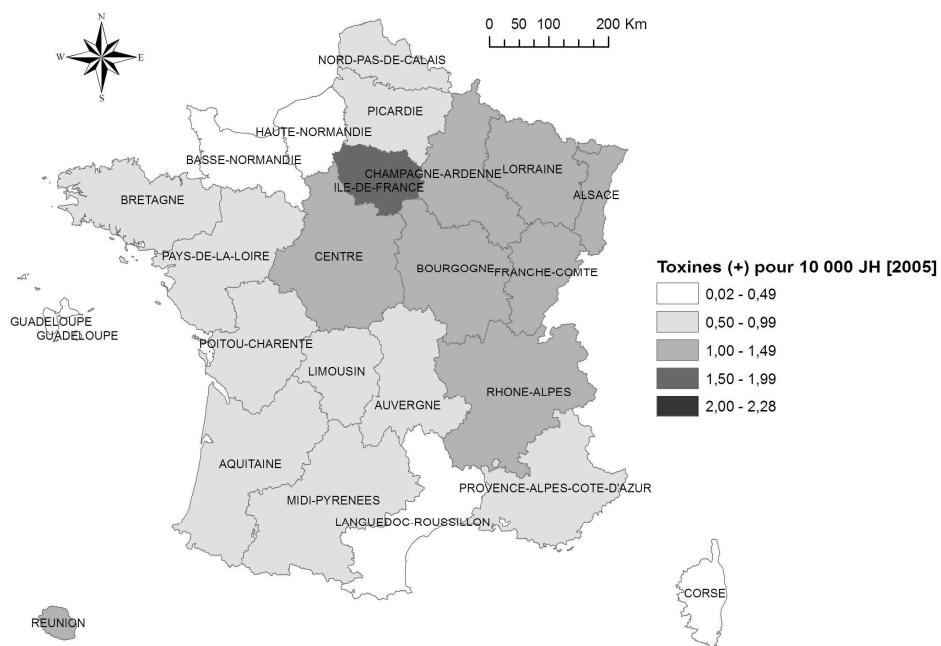 N
W E
S
0 50 100 200 Km
NORD-PAS-DE-CALAIS
PICARDIE
HAUTE-NORMANDIE
BASSE-NORMANDIE
CHAMPAGNE-ARDENNE
LORRAINE
ILE-DE-FRANCE
ALSACE
BRETAGNE
PAYS-DE-LA-LOIRE
CENTRE
BOURGOGNE
FRANCHE-COMTE
Toxines (+) pour 10 000 JH [2005]
0,02 - 0,49
0,50 - 0,99
1,00 - 1,49
1,50 - 1,99
2,00 - 2,28
GUADELOUPE
GUADELOUPE
POITOU-CHARENTE
LIMOUSIN
AUVERGNE
RHONE-ALPES
AQUITAINE
MIDI-PYRENEES
PROVENCE-ALPES-COTE-D'AZUR
LANGUEDOC-ROUSSILLON
CORSE
REUNION